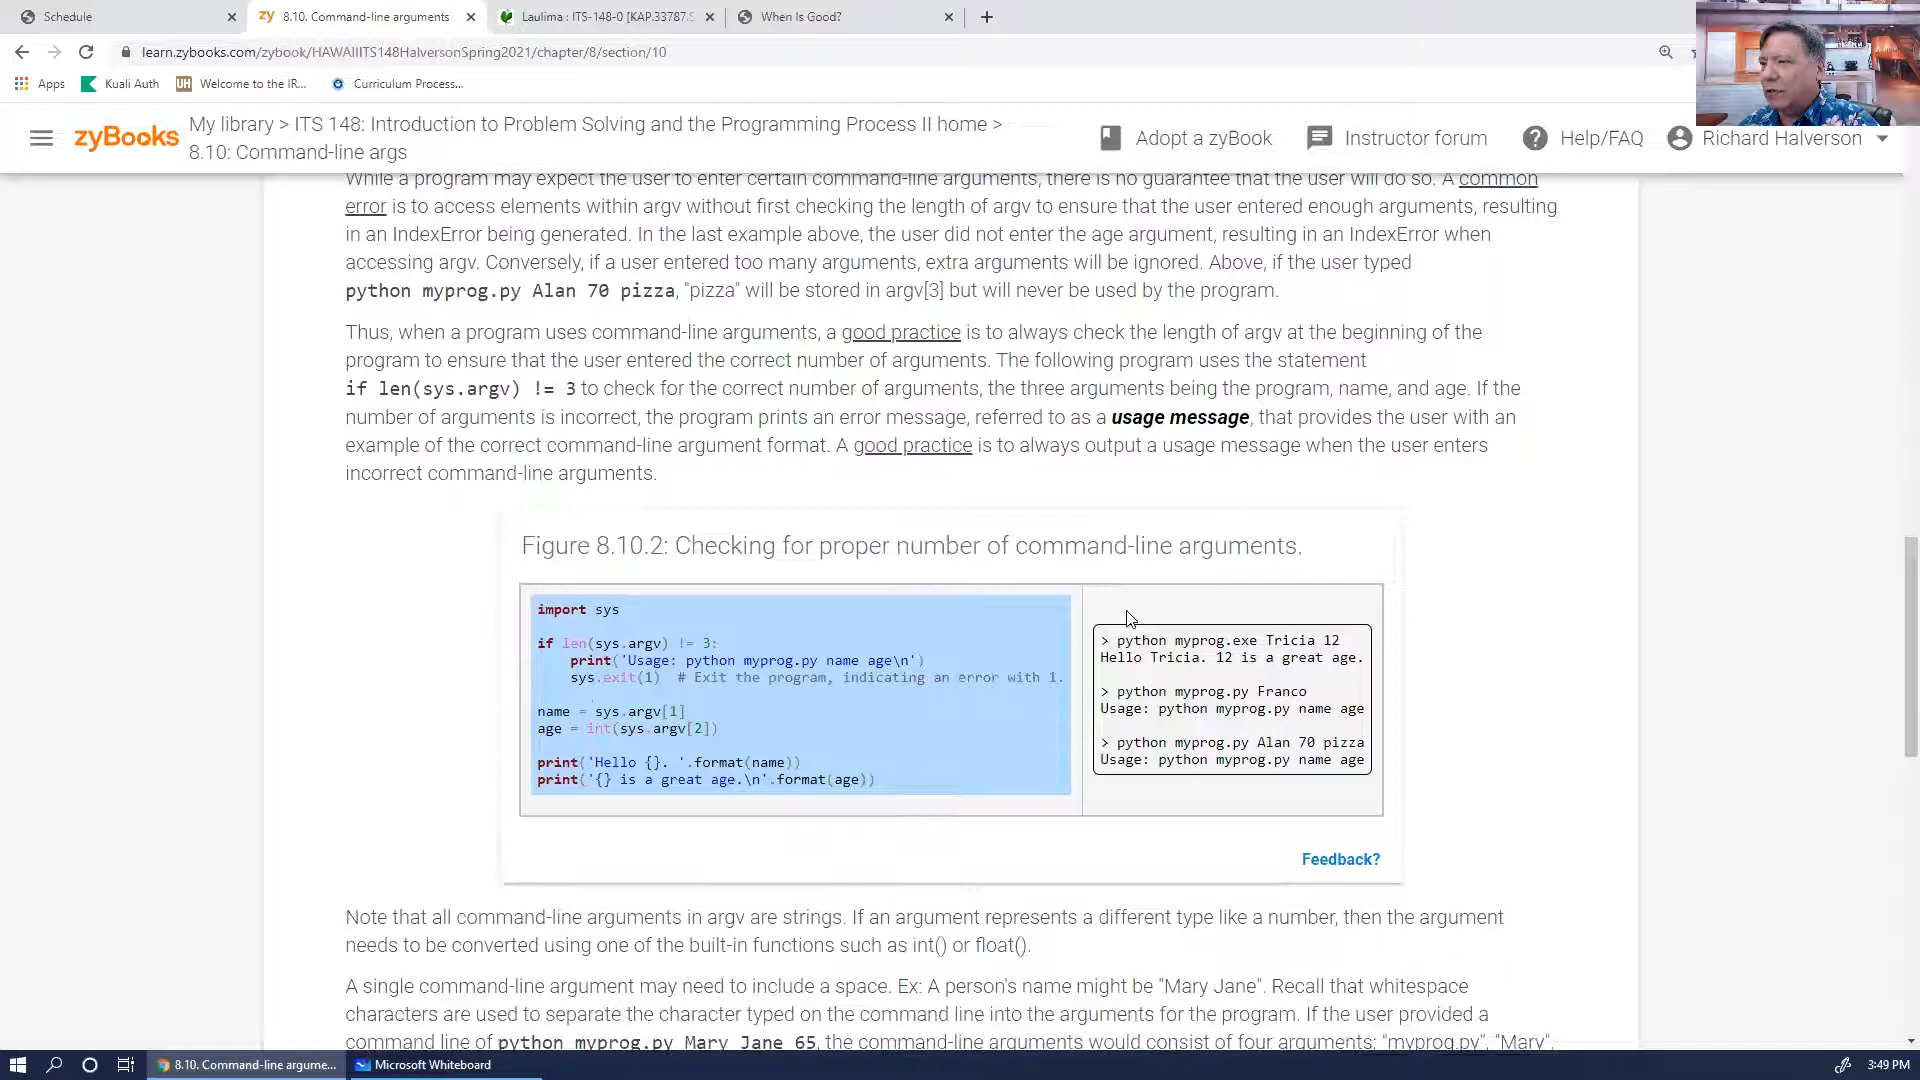 Schedule
zy 8.10. Command-line arguments
Laulima : ITS-148-0 [KAP.33787.S
When Is Good?
learn.zybooks.com/zybook/HAWAIIITS148HalversonSpring2021/chapter/8/section/10
Apps
Kuali Auth
UH Welcome to the IR...
Curriculum Process...
zyBooks
My library > ITS 148: Introduction to Problem Solving and the Programming Process II home >
8.10: Command-line args
Adopt a zyBook
Instructor forum
Help/FAQ
Richard Halverson
While a program may expect the user to enter certain command-line arguments, there is no guarantee that the user will do so. A common
error is to access elements within argv without first checking the length of argv to ensure that the user entered enough arguments, resulting
in an IndexError being generated. In the last example above, the user did not enter the age argument, resulting in an IndexError when
accessing argv. Conversely, if a user entered too many arguments, extra arguments will be ignored. Above, if the user typed
python myprog.py Alan 70 pizza, "pizza" will be stored in argv[3] but will never be used by the program.
Thus, when a program uses command-line arguments, a good practice is to always check the length of argv at the beginning of the
program to ensure that the user entered the correct number of arguments. The following program uses the statement
if len(sys.argv) != 3 to check for the correct number of arguments, the three arguments being the program, name, and age. If the
number of arguments is incorrect, the program prints an error message, referred to as a usage message, that provides the user with an
example of the correct command-line argument format. A good practice is to always output a usage message when the user enters
incorrect command-line arguments.
Figure 8.10.2: Checking for proper number of command-line arguments.
import sys
if len(sys.argv) != 3:
print('Usage: python myprog.py name age\n')
sys.exit(1) # Exit the program, indicating an error with 1.
name = sys.argv[1]
age = int(sys.argv[2])
print('Hello {}. '.format(name))
print('{} is a great age.\n'.format(age))
> python myprog.exe Tricia 12
Hello Tricia. 12 is a great age.
> python myprog.py Franco
Usage: python myprog.py name age
> python myprog.py Alan 70 pizza
Usage: python myprog.py name age
Feedback?
Note that all command-line arguments in argv are strings. If an argument represents a different type like a number, then the argument
needs to be converted using one of the built-in functions such as int() or float().
A single command-line argument may need to include a space. Ex: A person's name might be "Mary Jane". Recall that whitespace
characters are used to separate the character typed on the command line into the arguments for the program. If the user provided a
command line of python myprog.py Mary Jane 65, the command-line arguments would consist of four arguments: "myprog.py", "Mary",
8.10. Command-line argume...
Microsoft Whiteboard
3:49 PM